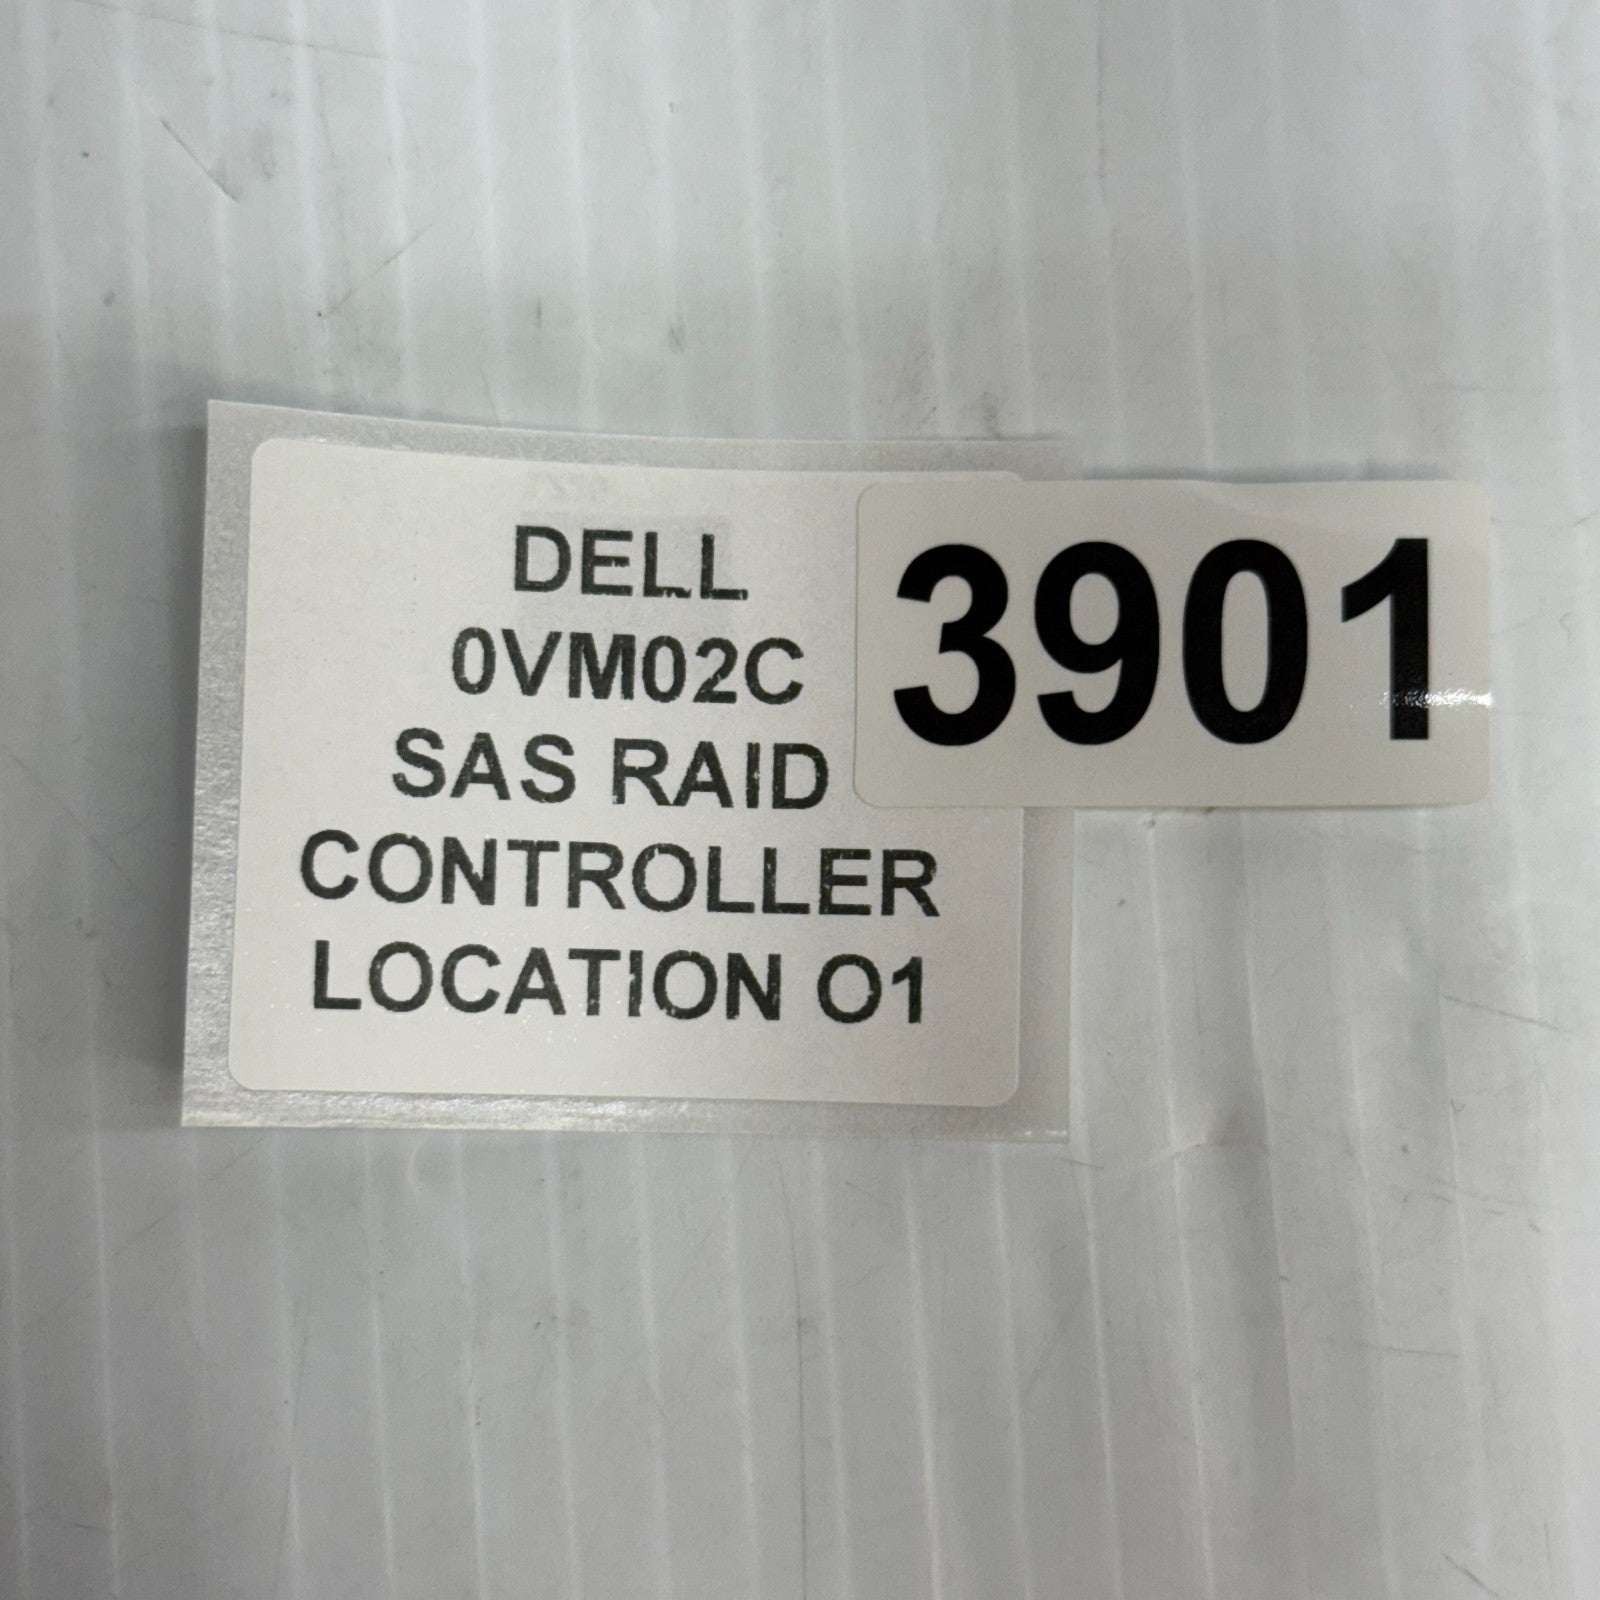 DELL
0VM02C
SAS RAID
CONTROLLER
LOCATION O1
3901